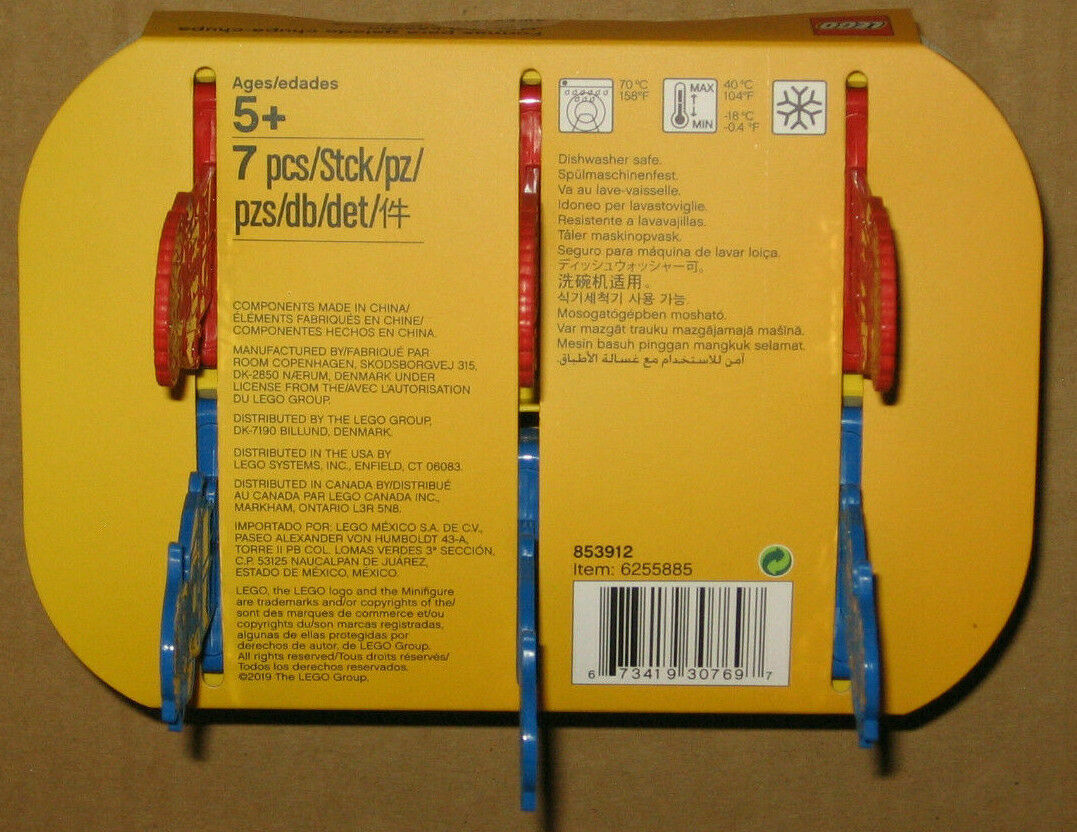 LEGO
Ages/edades
5+
7 pcs/Stck/pz/
pzs/db/det/件
COMPONENTS MADE IN CHINA/
ÉLÉMENTS FABRIQUÉS EN CHINE/
COMPONENTES HECHOS EN CHINA.
MANUFACTURED BY/FABRIQUÉ PAR
ROOM COPENHAGEN, SKODSBORGVEJ 315,
DK-2850 NÆRUM, DENMARK UNDER
LICENSE FROM THE/AVEC L'AUTORISATION
DU LEGO GROUP.
DISTRIBUTED BY THE LEGO GROUP,
DK-7190 BILLUND, DENMARK.
DISTRIBUTED IN THE USA BY
LEGO SYSTEMS, INC., ENFIELD, CT 06083.
DISTRIBUTED IN CANADA BY/DISTRIBUÉ
AU CANADA PAR LEGO CANADA INC.,
MARKHAM, ONTARIO L3R 5N8.
IMPORTADO POR: LEGO MÉXICO S.A. DE C.V.,
PASEO ALEXANDER VON HUMBOLDT 43-A,
TORRE II PB COL. LOMAS VERDES 3ª SECCIÓN,
C.P. 53125 NAUCALPAN DE JUÁREZ,
ESTADO DE MÉXICO, MÉXICO.
LEGO, the LEGO logo and the Minifigure
are trademarks and/or copyrights of the/
sont des marques de commerce et/ou
copyrights du/son marcas registradas,
algunas de ellas protegidas por
derechos de autor, de LEGO Group.
All rights reserved/Tous droits réservés/
Todos los derechos reservados.
©2019 The LEGO Group.
70 °C
158°F
MAX
MIN
40 °C
104°F
-18 °C
-0.4 °F
Dishwasher safe.
Spülmaschinenfest.
Va au lave-vaisselle.
Idoneo per lavastoviglie.
Resistente a lavavajillas.
Tåler maskinopvask.
Seguro para máquina de lavar loiça.
ディッシュウォッシャー可。
洗碗机适用。
식기세척기 사용 가능.
Mosogatógépben mosható.
Var mazgāt trauku mazgājamajā mašīnā.
Mesin basuh pinggan mangkuk selamat.
آمن للاستخدام مع غسالة الأطباق.
853912
Item: 6255885
6 73419 30769 7